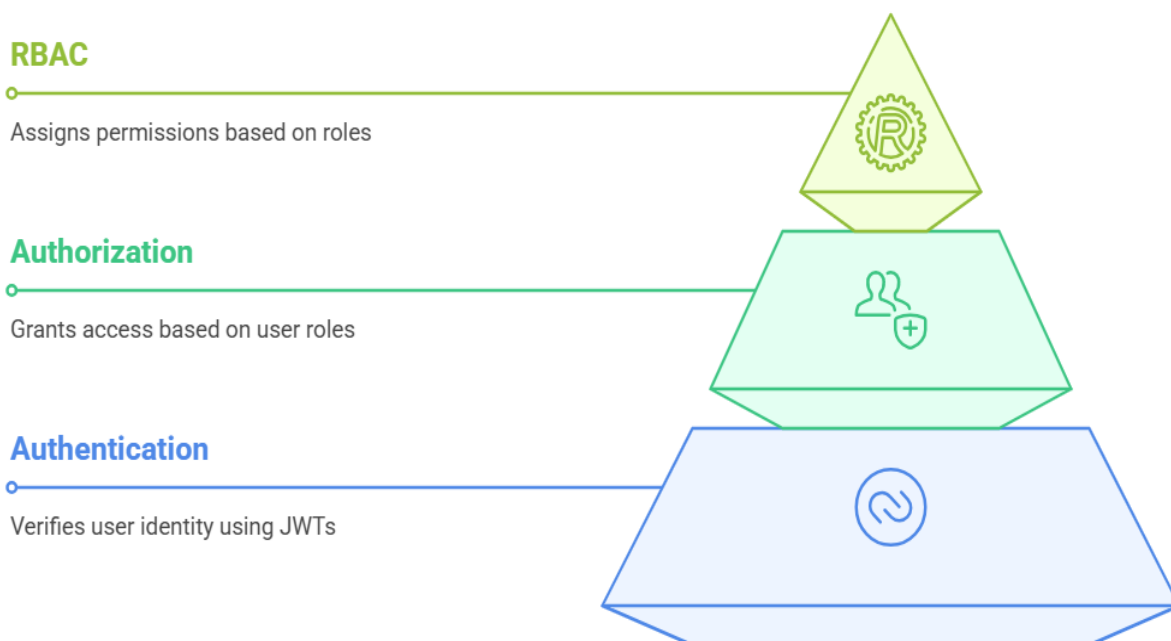 RBAC
Assigns permissions based on roles
R
Authorization
Grants access based on user roles
Authentication
Verifies user identity using JWTs